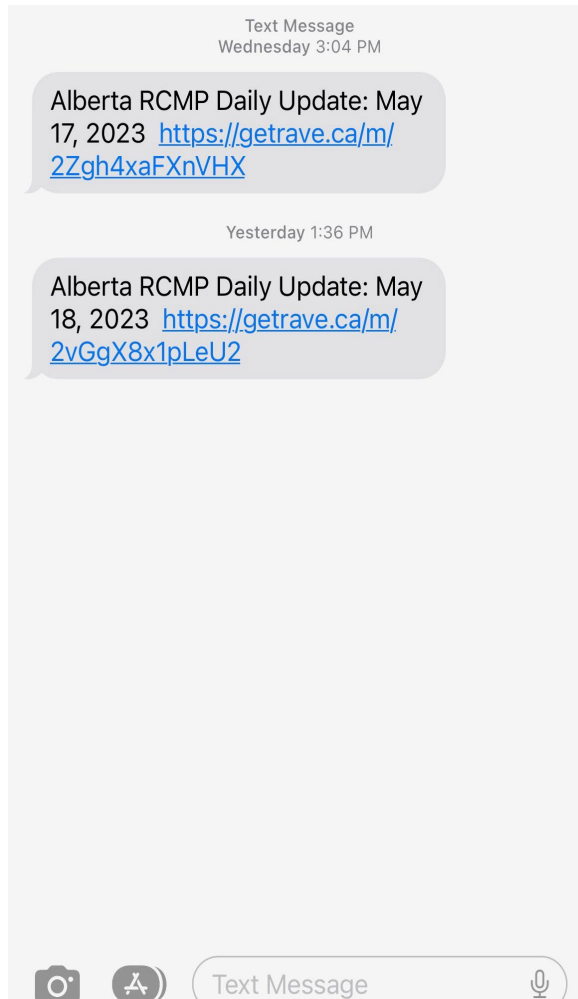 Text Message
Wednesday 3:04 PM
Alberta RCMP Daily Update: May
17, 2023  https://getrave.ca/m/
2Zgh4xaFXnVHX
Yesterday 1:36 PM
Alberta RCMP Daily Update: May
18, 2023  https://getrave.ca/m/
2vGgX8x1pLeU2
Text Message